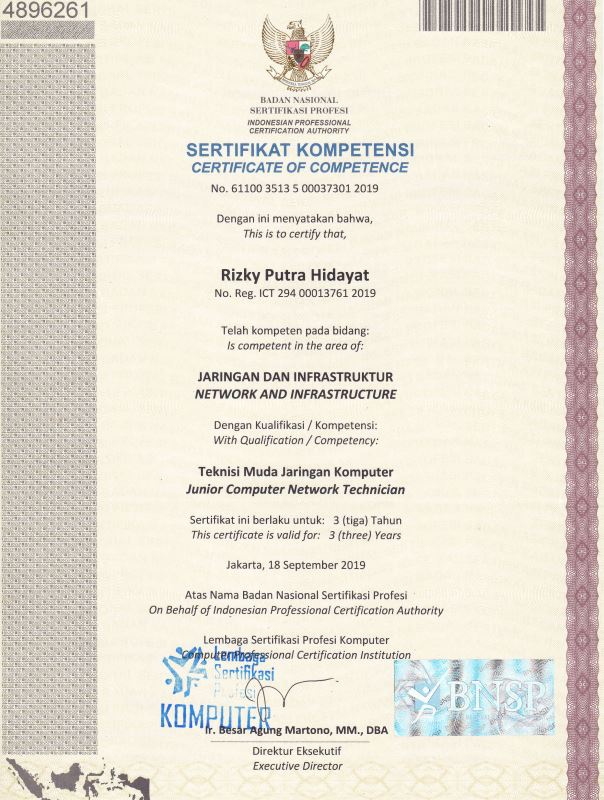 4896261
BADAN NASIONAL
SERTIFIKASI PROFESI
INDONESIAN PROFESSIONAL
CERTIFICATION AUTHORITY
SERTIFIKAT KOMPETENSI
CERTIFICATE OF COMPETENCE
No. 61100 3513 5 00037301 2019
Dengan ini menyatakan bahwa,
This is to certify that,
Rizky Putra Hidayat
No. Reg. ICT 294 00013761 2019
Telah kompeten pada bidang:
Is competent in the area of:
JARINGAN DAN INFRASTRUKTUR
NETWORK AND INFRASTRUCTURE
Dengan Kualifikasi / Kompetensi:
With Qualification / Competency:
Teknisi Muda Jaringan Komputer
Junior Computer Network Technician
Sertifikat ini berlaku untuk: 3 (tiga) Tahun
This certificate is valid for: 3 (three) Years
Jakarta, 18 September 2019
Atas Nama Badan Nasional Sertifikasi Profesi
On Behalf of Indonesian Professional Certification Authority
Lembaga Sertifikasi Profesi Komputer
Computer Professional Certification Institution
Lembaga
Sertifikasi
Profesi
KOMPUTER
BNSP
Ir. Besar Agung Martono, MM., DBA
Direktur Eksekutif
Executive Director